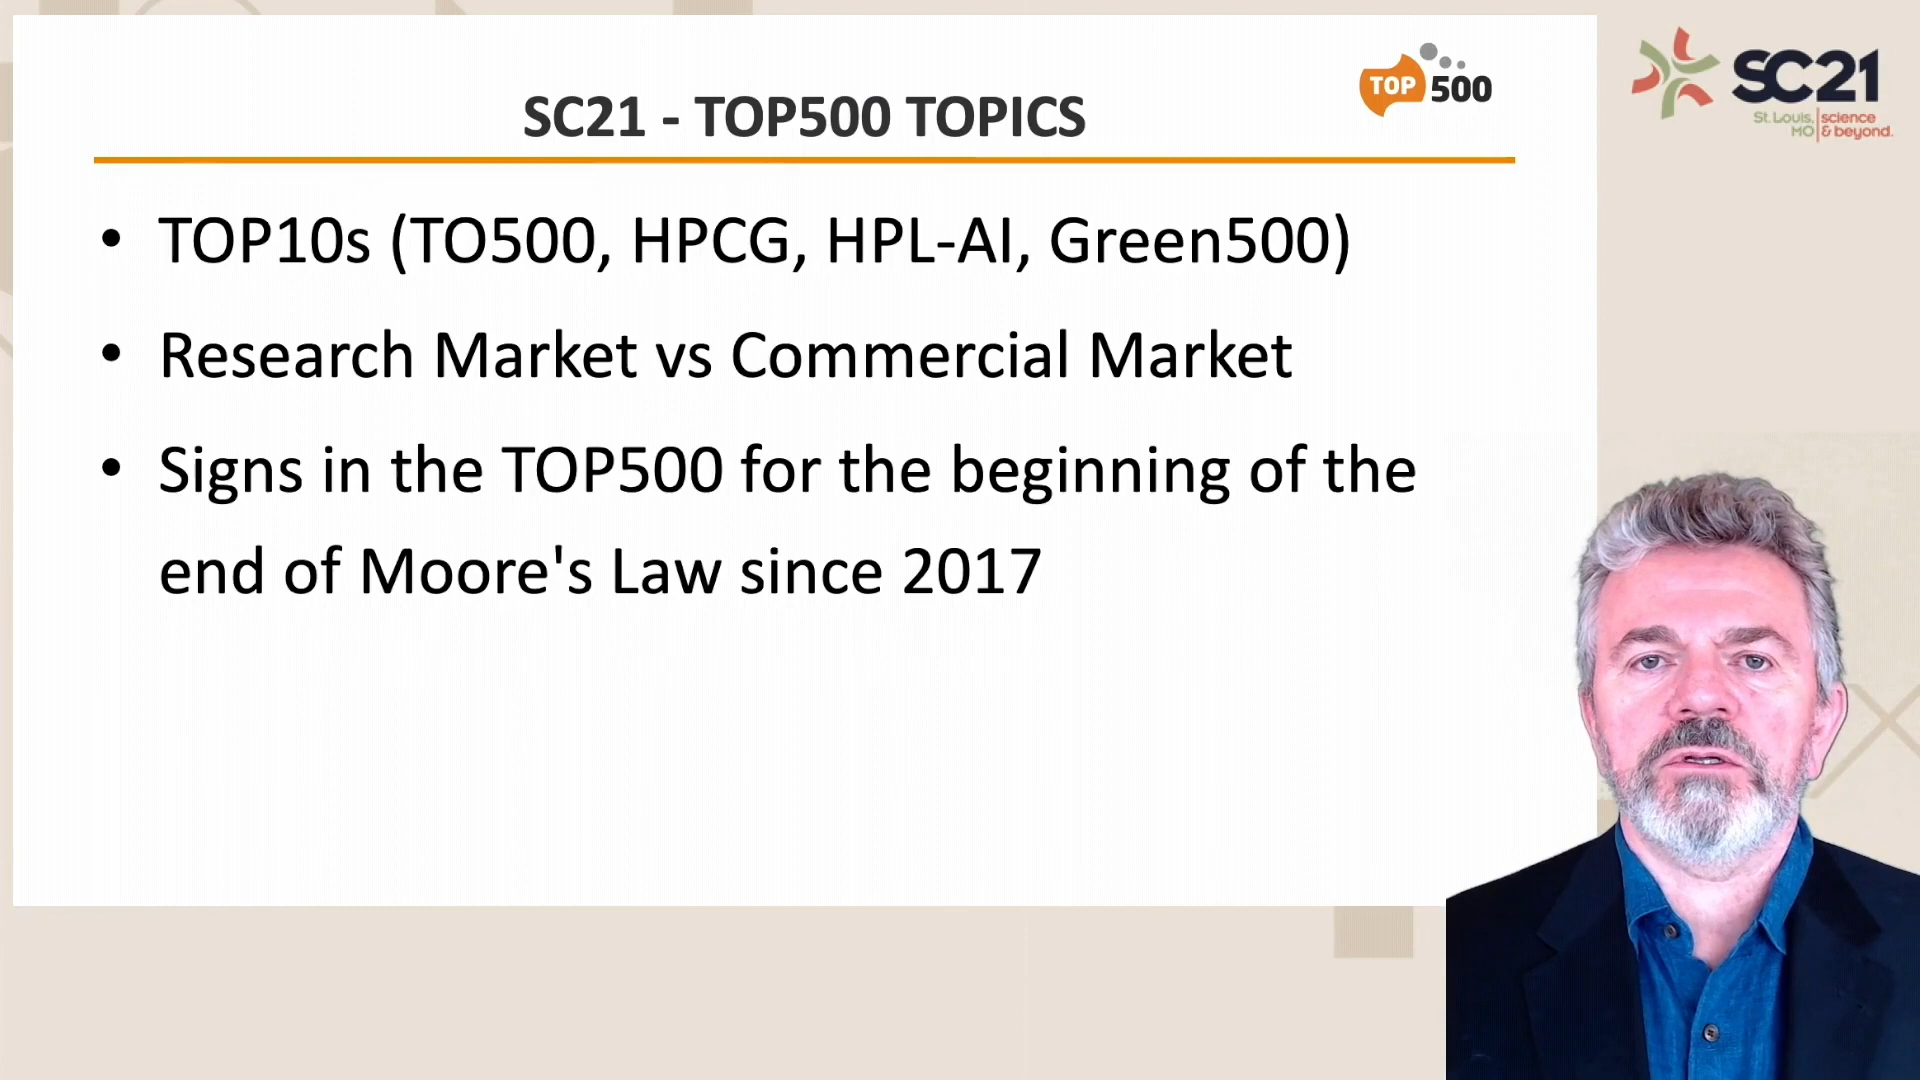 SC21 - TOP500 TOPICS
TOP 500
SC21
St. Louis, MO | science & beyond.
• TOP10s (TO500, HPCG, HPL-AI, Green500)
• Research Market vs Commercial Market
• Signs in the TOP500 for the beginning of the
end of Moore's Law since 2017